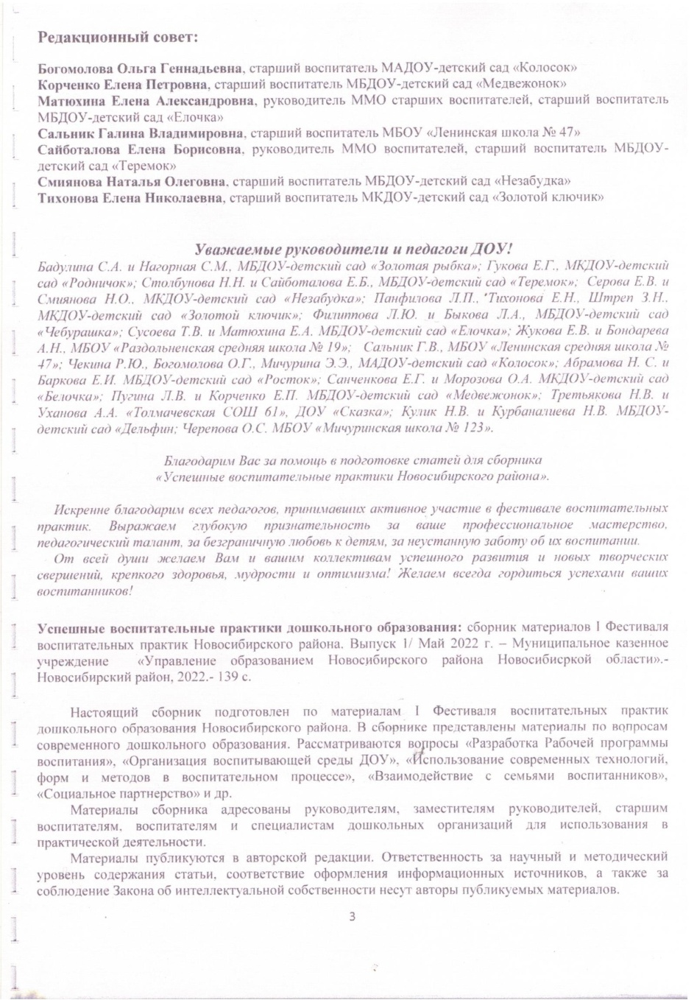 Редакционный совет:
Богомолова Ольга Геннадьевна, старший воспитатель МАДОУ-детский сад «Колосок»
Корченко Елена Петровна, старший воспитатель МБДОУ-детский сад «Медвежонок»
Матюхина Елена Александровна, руководитель ММО старших воспитателей, старший воспитатель
МБДОУ-детский сад «Елочка»
Сальник Галина Владимировна, старший воспитатель МБОУ «Ленинская школа № 47»
Сайботалова Елена Борисовна, руководитель ММО воспитателей, старший воспитатель МБДОУ-
детский сад «Теремок»
Смиянова Наталья Олеговна, старший воспитатель МБДОУ-детский сад «Незабудка»
Тихонова Елена Николаевна, старший воспитатель МКДОУ-детский сад «Золотой ключик»
Уважаемые руководители и педагоги ДОУ!
Бадулина С.А. и Нагорная С.М., МБДОУ-детский сад «Золотая рыбка»; Гукова Е.Г., МКДОУ-детский
сад «Родничок»; Столбунова Н.Н. и Сайботалова Е.Б., МБДОУ-детский сад «Теремок»; Серова Е.В. и
Смиянова Н.О., МКДОУ-детский сад «Незабудка»; Панфилова Л.П., Тихонова Е.Н., Штреп З.Н.,
МКДОУ-детский сад «Золотой ключик»; Филиппова Л.Ю. и Быкова Л.А., МБДОУ-детский сад
«Чебурашка»; Сусоева Т.В. и Матюхина Е.А. МБДОУ-детский сад «Елочка»; Жукова Е.В. и Бондарева
А.Н., МБОУ «Раздольненская средняя школа № 19»; Сальник Г.В., МБОУ «Ленинская средняя школа №
47»; Чекина Р.Ю., Богомолова О.Г., Мичурина Э.Э., МАДОУ-детский сад «Колосок»; Абрамова Н. С. и
Баркова Е.И. МБДОУ-детский сад «Росток»; Санченкова Е.Г. и Морозова О.А. МКДОУ-детский сад
«Белочка»; Пугина Л.В. и Корченко Е.П. МБДОУ-детский сад «Медвежонок»; Третьякова Н.В. и
Уханова А.А. «Толмачевская СОШ 61», ДОУ «Сказка»; Кулик Н.В. и Курбаналиева Н.В. МБДОУ-
детский сад «Дельфин; Черепова О.С. МБОУ «Мичуринская школа № 123».
Благодарим Вас за помощь в подготовке статей для сборника
«Успешные воспитательные практики Новосибирского района».
Искренне благодарим всех педагогов, принимавших активное участие в фестивале воспитательных
практик. Выражаем глубокую признательность за ваше профессиональное мастерство,
педагогический талант, за безграничную любовь к детям, за неустанную заботу об их воспитании.
От всей души желаем Вам и вашим коллективам успешного развития и новых творческих
свершений, крепкого здоровья, мудрости и оптимизма! Желаем всегда гордиться успехами ваших
воспитанников!
Успешные воспитательные практики дошкольного образования: сборник материалов I Фестиваля
воспитательных практик Новосибирского района. Выпуск 1/ Май 2022 г. – Муниципальное казенное
учреждение «Управление образованием Новосибирского района Новосибисркой области».-
Новосибирский район, 2022.- 139 с.
Настоящий сборник подготовлен по материалам I Фестиваля воспитательных практик
дошкольного образования Новосибирского района. В сборнике представлены материалы по вопросам
современного дошкольного образования. Рассматриваются вопросы «Разработка Рабочей программы
воспитания», «Организация воспитывающей среды ДОУ», «Использование современных технологий,
форм и методов в воспитательном процессе», «Взаимодействие с семьями воспитанников»,
«Социальное партнерство» и др.
Материалы сборника адресованы руководителям, заместителям руководителей, старшим
воспитателям, воспитателям и специалистам дошкольных организаций для использования в
практической деятельности.
Материалы публикуются в авторской редакции. Ответственность за научный и методический
уровень содержания статьи, соответствие оформления информационных источников, а также за
соблюдение Закона об интеллектуальной собственности несут авторы публикуемых материалов.
3